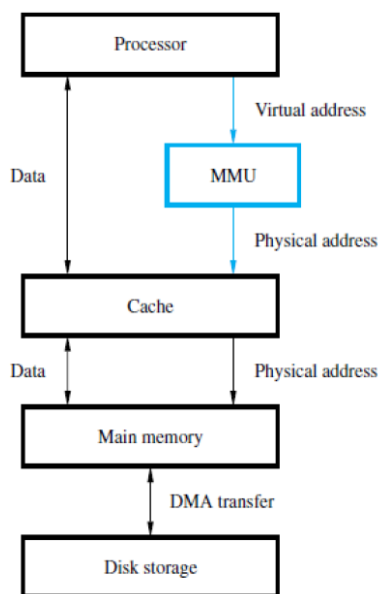 Processor
Virtual address
Data
MMU
Physical address
Cache
Data
Physical address
Main memory
DMA transfer
Disk storage